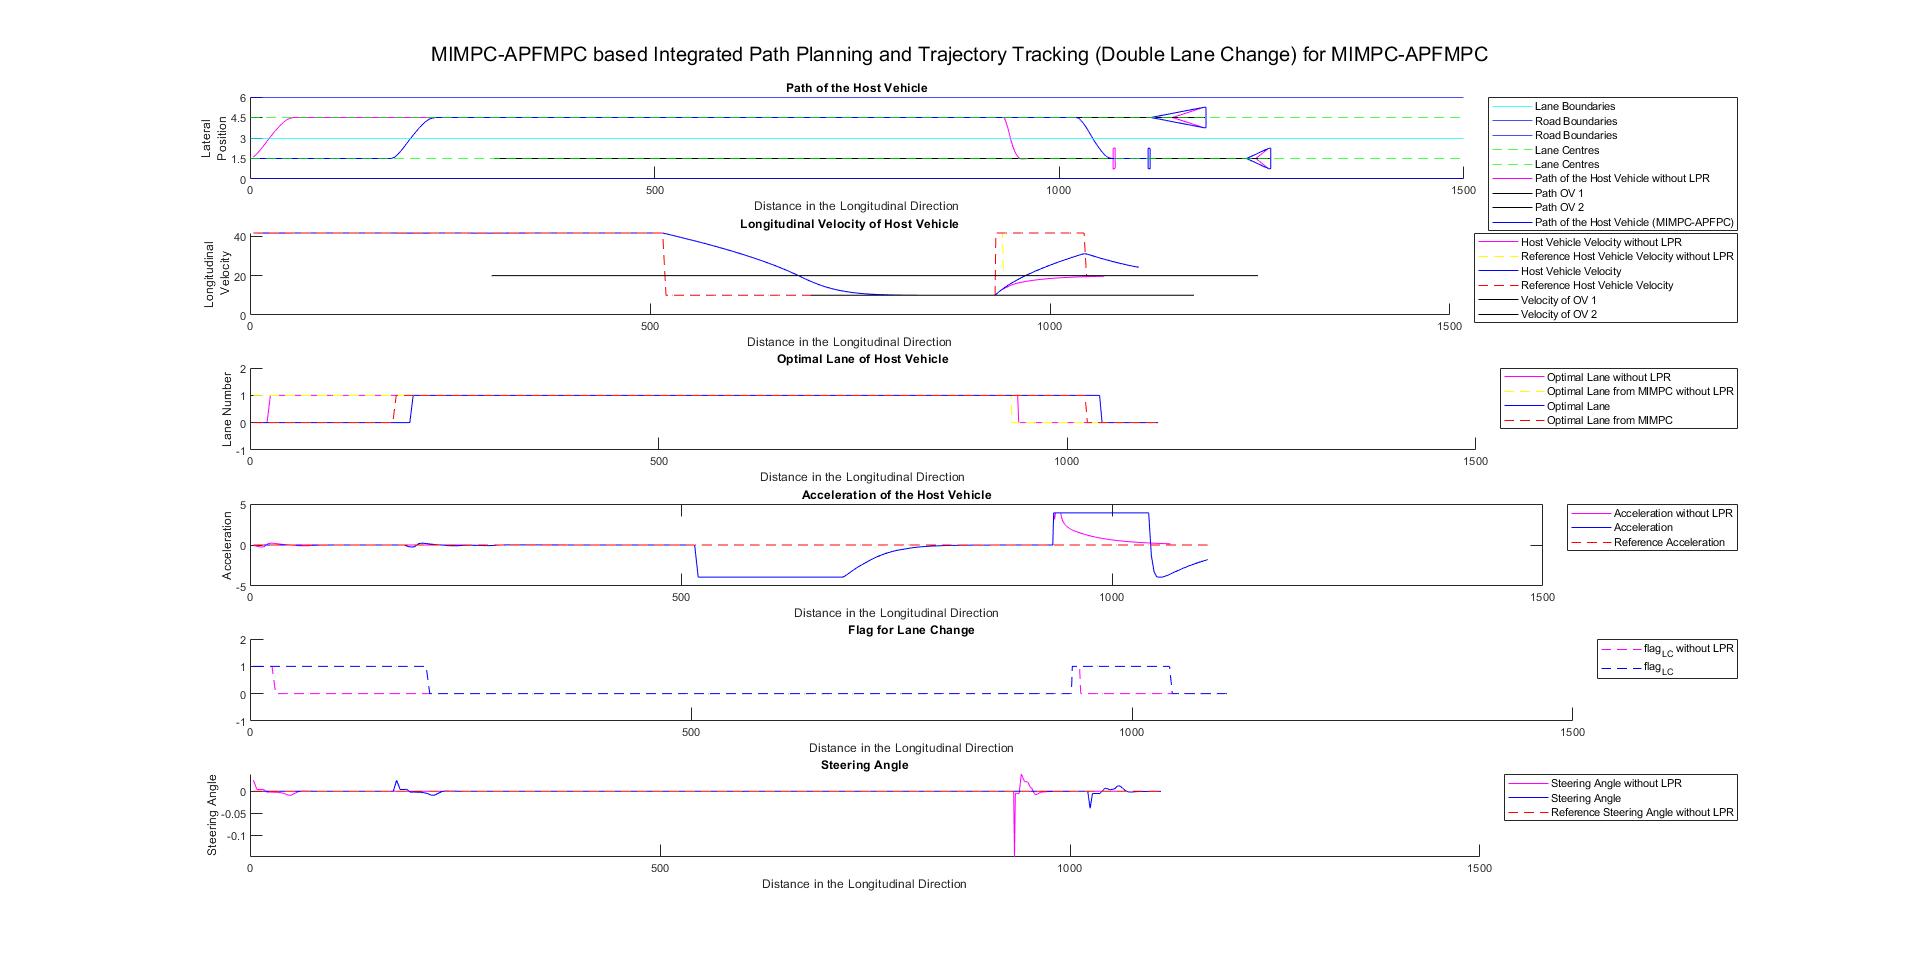 MIMPC-APFMPC based Integrated Path Planning and Trajectory Tracking (Double Lane Change) for MIMPC-APFMPC
Path of the Host Vehicle
Lateral
Position
6
4.5
3
1.5
0
0
500
1000
1500
Distance in the Longitudinal Direction
Lane Boundaries
Road Boundaries
Road Boundaries
Lane Centres
Lane Centres
Path of the Host Vehicle without LPR
Path OV 1
Path OV 2
Path of the Host Vehicle (MIMPC-APFPC)
Longitudinal Velocity of Host Vehicle
Longitudinal
Velocity
40
20
0
0
500
1000
1500
Distance in the Longitudinal Direction
Host Vehicle Velocity without LPR
Reference Host Vehicle Velocity without LPR
Host Vehicle Velocity
Reference Host Vehicle Velocity
Velocity of OV 1
Velocity of OV 2
Optimal Lane of Host Vehicle
Lane Number
2
1
0
-1
0
500
1000
1500
Distance in the Longitudinal Direction
Optimal Lane without LPR
Optimal Lane from MIMPC without LPR
Optimal Lane
Optimal Lane from MIMPC
Acceleration of the Host Vehicle
Acceleration
5
0
-5
0
500
1000
1500
Distance in the Longitudinal Direction
Acceleration without LPR
Acceleration
Reference Acceleration
Flag for Lane Change
2
1
0
-1
0
500
1000
1500
Distance in the Longitudinal Direction
flag LC without LPR
flag LC
Steering Angle
Steering Angle
0
-0.05
-0.1
0
500
1000
1500
Distance in the Longitudinal Direction
Steering Angle without LPR
Steering Angle
Reference Steering Angle without LPR